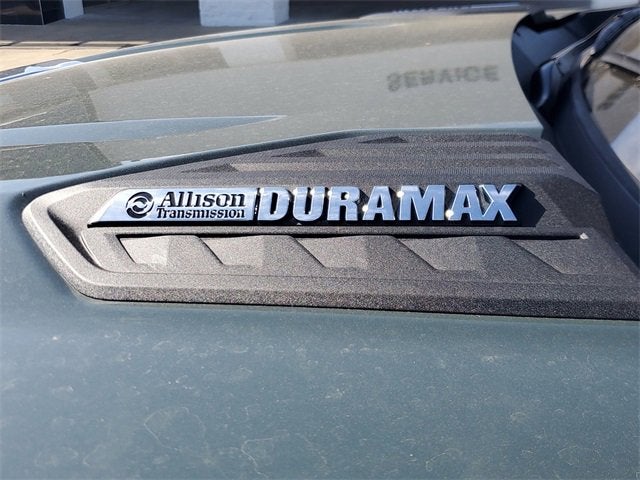 SERVICE
Allison
Transmission
DURAMAX